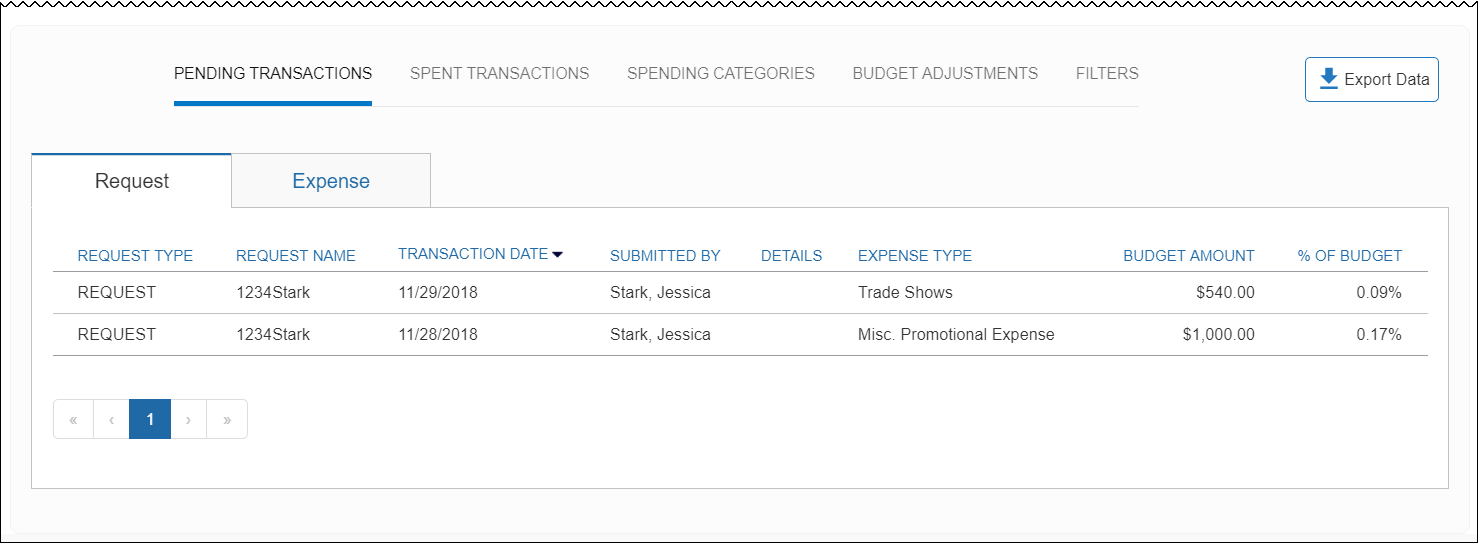 PENDING TRANSACTIONS SPENT TRANSACTIONS SPENDING CATEGORIES BUDGET ADJUSTMENTS FILTERS Export Data
Request Expense
REQUEST TYPE REQUEST NAME TRANSACTION DATE SUBMITTED BY DETAILS EXPENSE TYPE BUDGET AMOUNT % OF BUDGET
REQUEST 1234Stark 11/29/2018 Stark, Jessica Trade Shows $540.00 0.09%
REQUEST 1234Stark 11/28/2018 Stark, Jessica Misc. Promotional Expense $1,000.00 0.17%
« ‹ 1 › »